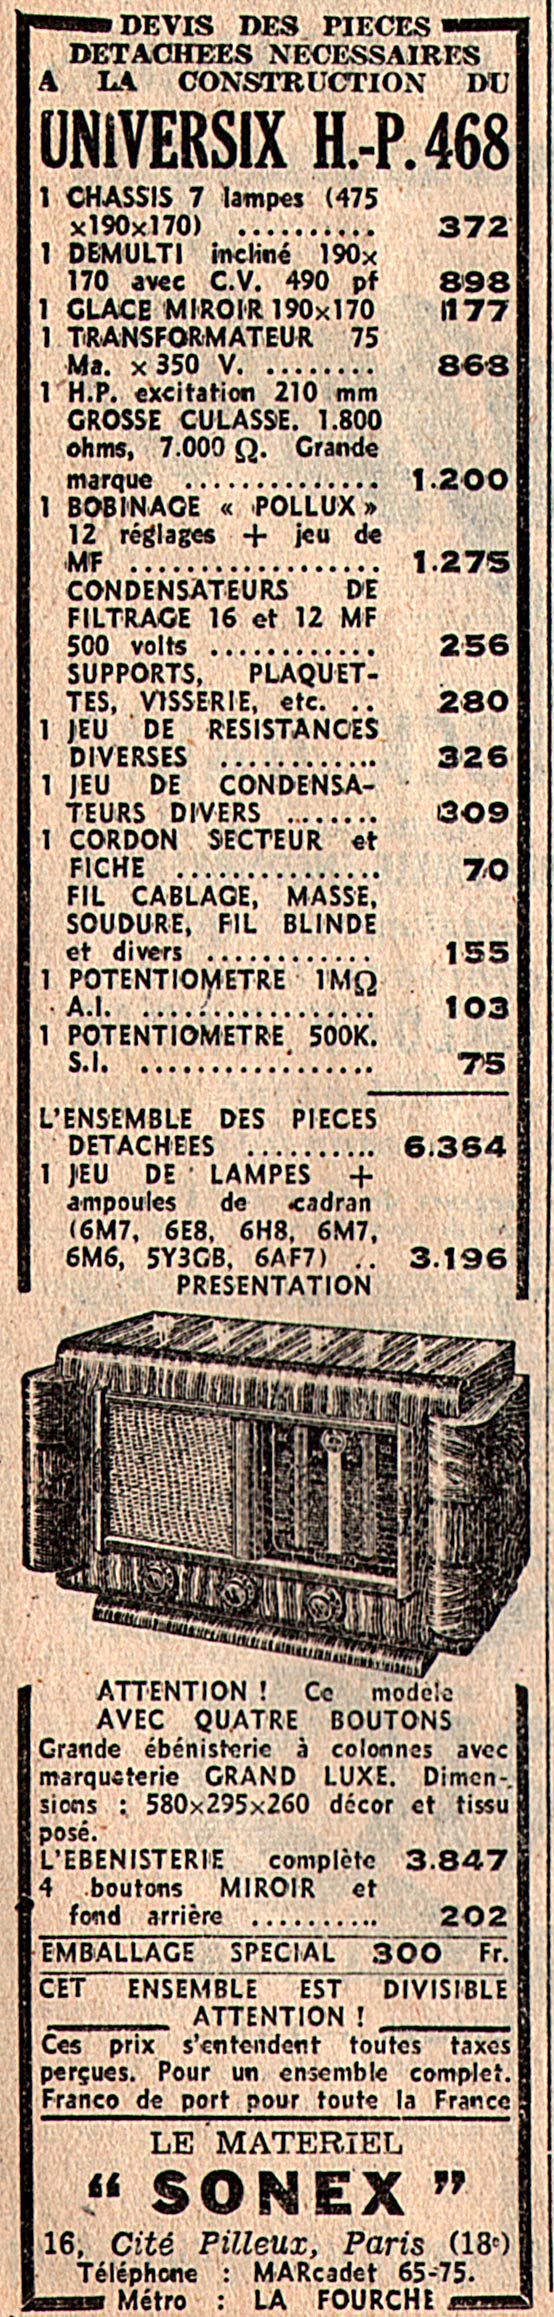 DEVIS DES PIECES
DETACHEES NECESSAIRES
A LA CONSTRUCTION DU
UNIVERSIX H.-P. 468
1 CHASSIS 7 lampes (475
x190x170) .......... 372
1 DEMULTI incliné 190x
170 avec C.V. 490 pf 898
1 GLACE MIROIR 190x170 177
1 TRANSFORMATEUR 75
Ma. x 350 V. ........ 868
1 H.P. excitation 210 mm
GROSSE CULASSE. 1.800
ohms, 7.000 Ω. Grande
marque .............. 1.200
1 BOBINAGE « POLLUX »
12 réglages + jeu de
MF .................. 1.275
CONDENSATEURS DE
FILTRAGE 16 et 12 MF
500 volts ............ 256
SUPPORTS, PLAQUET-
TES, VISSERIE, etc. .. 280
1 JEU DE RESISTANCES
DIVERSES ............ 326
1 JEU DE CONDENSA-
TEURS DIVERS ....... 309
1 CORDON SECTEUR et
FICHE ............... 70
FIL CABLAGE, MASSE,
SOUDURE, FIL BLINDE
et divers ............ 155
1 POTENTIOMETRE 1MΩ
A.I. ................. 103
1 POTENTIOMETRE 500K.
S.I. ................. 75
L'ENSEMBLE DES PIECES
DETACHEES .......... 6.364
1 JEU DE LAMPES +
ampoules de cadran
(6M7, 6E8, 6H8, 6M7,
6M6, 5Y3GB, 6AF7) .. 3.196
PRESENTATION
ATTENTION ! Ce modele
AVEC QUATRE BOUTONS
Grande ébénisterie à colonnes avec
marqueterie GRAND LUXE. Dimen-
sions : 580x295x260 décor et tissu
posé.
L'EBENISTERIE complète 3.847
4 boutons MIROIR et
fond arrière .......... 202
EMBALLAGE SPECIAL 300 Fr.
CET ENSEMBLE EST DIVISIBLE
ATTENTION !
Ces prix s'entendent toutes taxes
perçues. Pour un ensemble complet.
Franco de port pour toute la France
LE MATERIEL
“ SONEX ”
16, Cité Pilleux, Paris (18e)
Téléphone : MARcadet 65-75.
Métro : LA FOURCHE